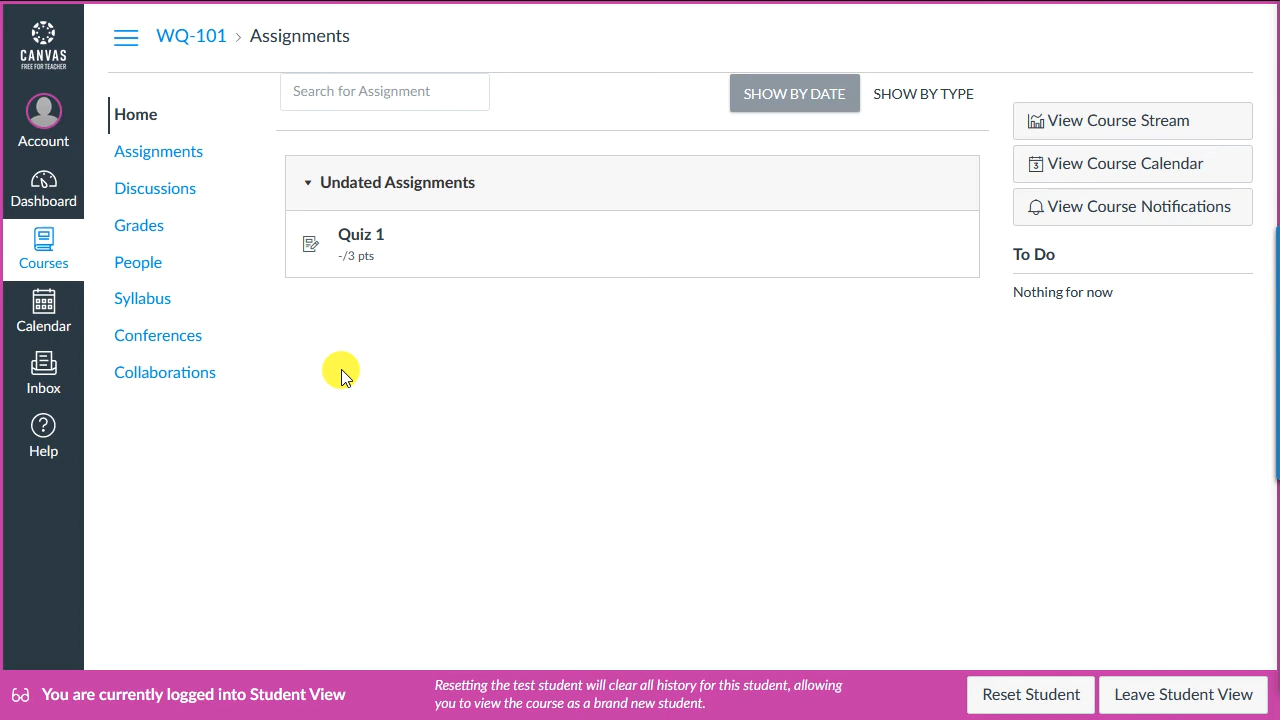 CANVAS
FREE FOR TEACHER
Account
Dashboard
Courses
Calendar
Inbox
Help
WQ-101 › Assignments
Home
Assignments
Discussions
Grades
People
Syllabus
Conferences
Collaborations
Search for Assignment
SHOW BY DATE
SHOW BY TYPE
Undated Assignments
Quiz 1
-/3 pts
View Course Stream
3 View Course Calendar
View Course Notifications
To Do
Nothing for now
You are currently logged into Student View
Resetting the test student will clear all history for this student, allowing
you to view the course as a brand new student.
Reset Student
Leave Student View